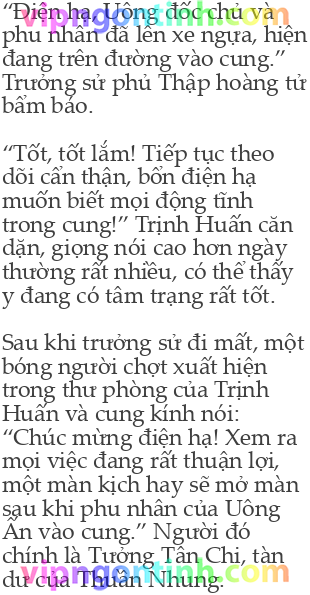 “Điện hạ, Uông đốc chủ và
phu nhân đã lên xe ngựa, hiện
đang trên đường vào cung.”
Trưởng sử phủ Thập hoàng tử
bẩm báo.
“Tốt, tốt lắm! Tiếp tục theo
dõi cẩn thận, bổn điện hạ
muốn biết mọi động tĩnh
trong cung!” Trịnh Huấn căn
dặn, giọng nói cao hơn ngày
thường rất nhiều, có thể thấy
y đang có tâm trạng rất tốt.
Sau khi trưởng sử đi mất, một
bóng người chợt xuất hiện
trong thư phòng của Trịnh
Huấn và cung kính nói:
“Chúc mừng điện hạ! Xem ra
mọi việc đang rất thuận lợi,
một màn kịch hay sẽ mở màn
sau khi phu nhân của Uông
Ấn vào cung.” Người đó
chính là Tưởng Tân Chi, tàn
dư của Thuần Nhung.
vipngontinh.com
vipngontinh.com